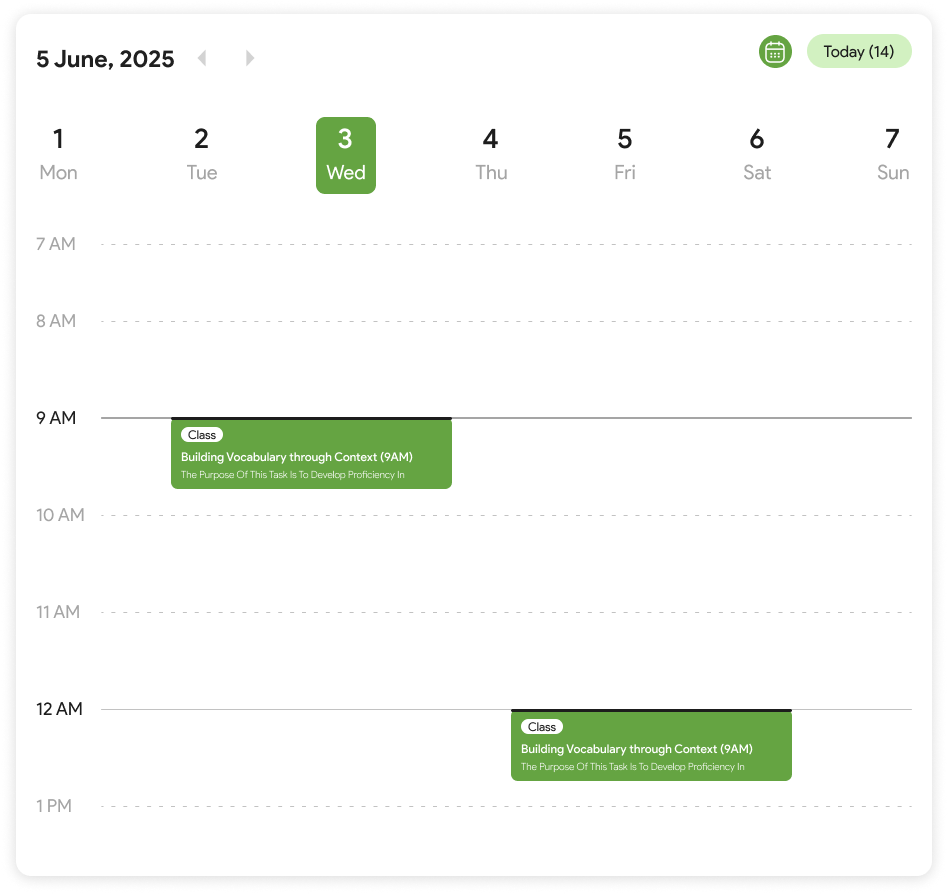 5 June, 2025
Today (14)
1 2 3 4 5 6 7
Mon Tue Wed Thu Fri Sat Sun
7 AM
8 AM
9 AM
Class
Building Vocabulary through Context (9AM)
The Purpose Of This Task Is To Develop Proficiency In
10 AM
11 AM
12 AM
Class
Building Vocabulary through Context (9AM)
The Purpose Of This Task Is To Develop Proficiency In
1 PM